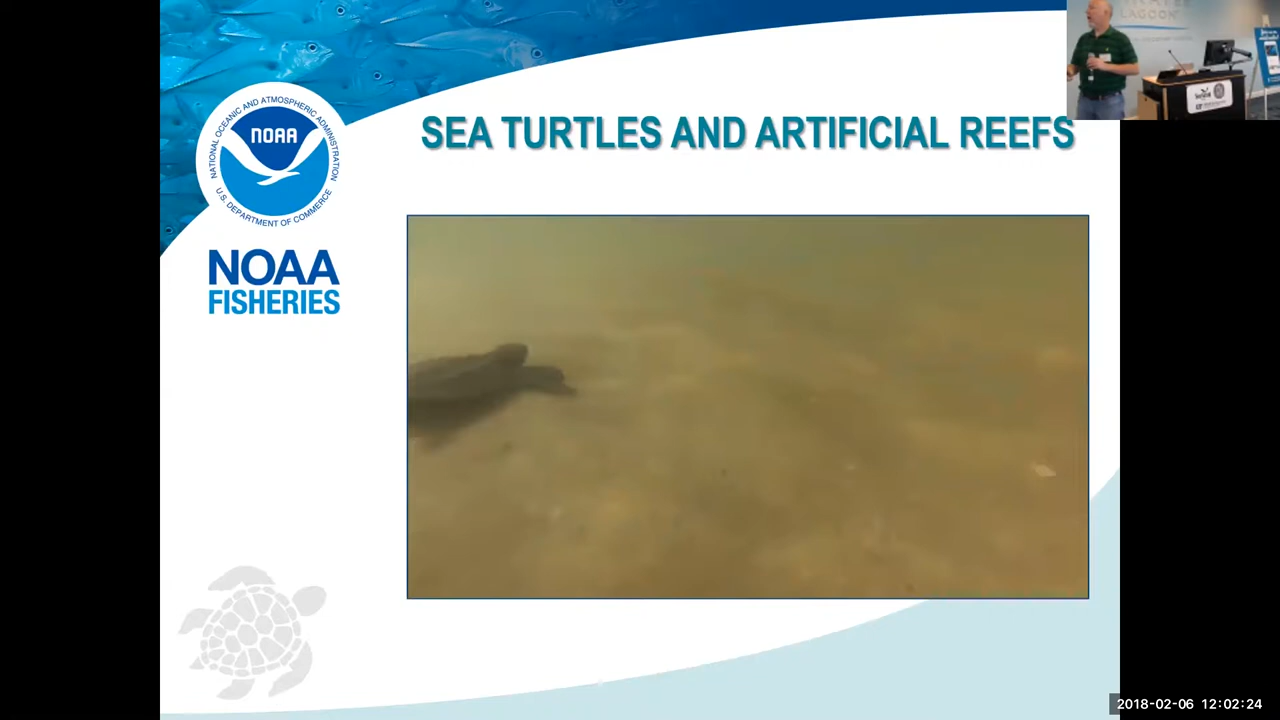 SEA TURTLES AND ARTIFICIAL REEFS
NATIONAL OCEANIC AND ATMOSPHERIC ADMINISTRATION
NOAA
U.S. DEPARTMENT OF COMMERCE
NOAA
FISHERIES
LAGOON
2018-02-06 12:02:24